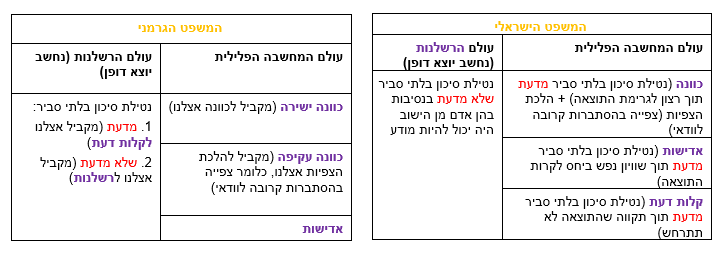 המשפט הישראלי
עולם המחשבה הפלילית
עולם הרשלנות
(נחשב יוצא דופן)
כוונה (נטילת סיכון בלתי סביר מדעת
תוך רצון לגרימת התוצאה) + הלכת
הצפיות (צפייה בהסתברות קרובה
לוודאי)
נטילת סיכון בלתי סביר
שלא מדעת בנסיבות
בהן אדם מן הישוב
היה יכול להיות מודע
אדישות (נטילת סיכון בלתי סביר
מדעת תוך שוויון נפש ביחס לקרות
התוצאה)
קלות דעת (נטילת סיכון בלתי סביר
מדעת תוך תקווה שהתוצאה לא
תתרחש)
המשפט הגרמני
עולם המחשבה הפלילית
עולם הרשלנות (נחשב
יוצא דופן)
כוונה ישירה (מקביל לכוונה אצלנו)
נטילת סיכון בלתי סביר:
1. מדעת (מקביל אצלנו
לקלות דעת)
2. שלא מדעת (מקביל
אצלנו לרשלנות)
כוונה עקיפה (מקביל להלכת
הצפיות אצלנו, כלומר צפייה
בהסתברות קרובה לוודאי)
אדישות